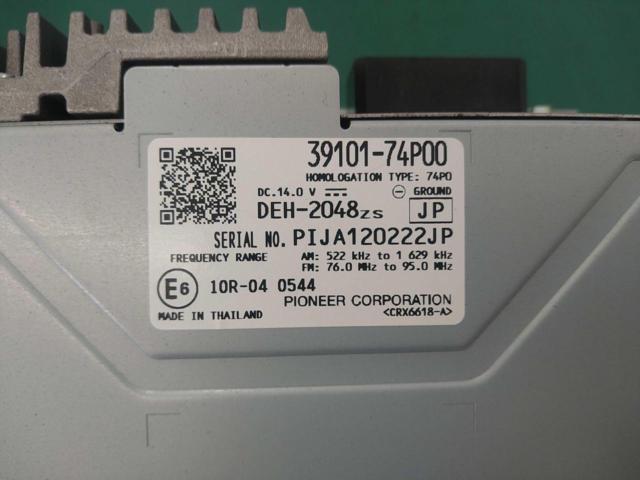 39101-74P00
HOMOLOGATION TYPE: 74P0
DC.14.0 V ⎓ ⊖ GROUND
DEH-2048zs JP
SERIAL NO. PIJA120222JP
FREQUENCY RANGE AM: 522 kHz to 1 629 kHz
FM: 76.0 MHz to 95.0 MHz
E6 10R-04 0544
PIONEER CORPORATION
MADE IN THAILAND <CRX6618-A>